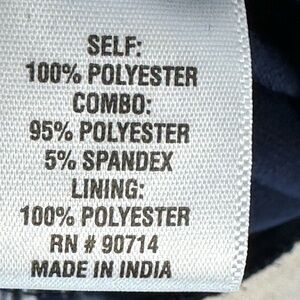 SELF:
100% POLYESTER
COMBO:
95% POLYESTER
5% SPANDEX
LINING:
100% POLYESTER
RN # 90714
MADE IN INDIA